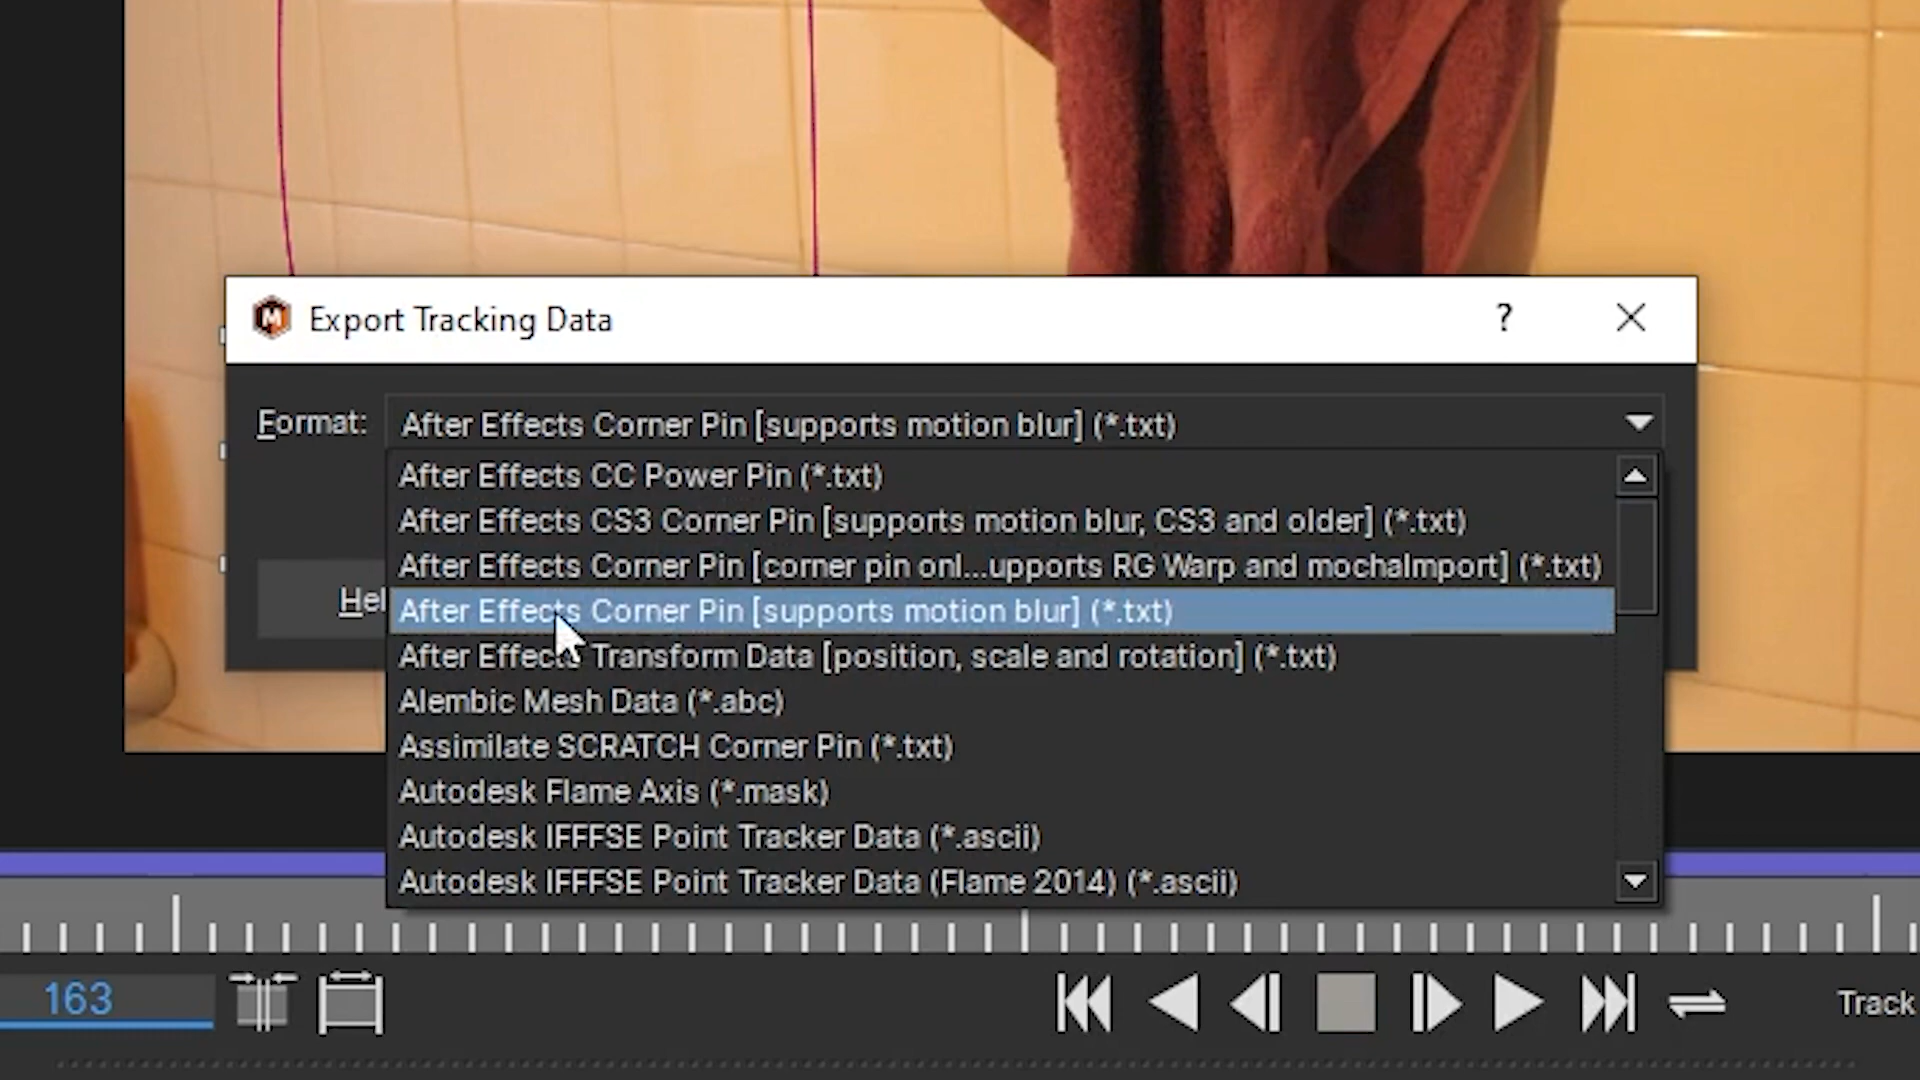 Export Tracking Data
?
Format:
After Effects Corner Pin [supports motion blur] (*.txt)
After Effects CC Power Pin (*.txt)
After Effects CS3 Corner Pin [supports motion blur, CS3 and older] (*.txt)
After Effects Corner Pin [corner pin onl...upports RG Warp and mochaImport] (*.txt)
After Effects Corner Pin [supports motion blur] (*.txt)
After Effects Transform Data [position, scale and rotation] (*.txt)
Alembic Mesh Data (*.abc)
Assimilate SCRATCH Corner Pin (*.txt)
Autodesk Flame Axis (*.mask)
Autodesk IFFFSE Point Tracker Data (*.ascii)
Autodesk IFFFSE Point Tracker Data (Flame 2014) (*.ascii)
Hel
163
Track